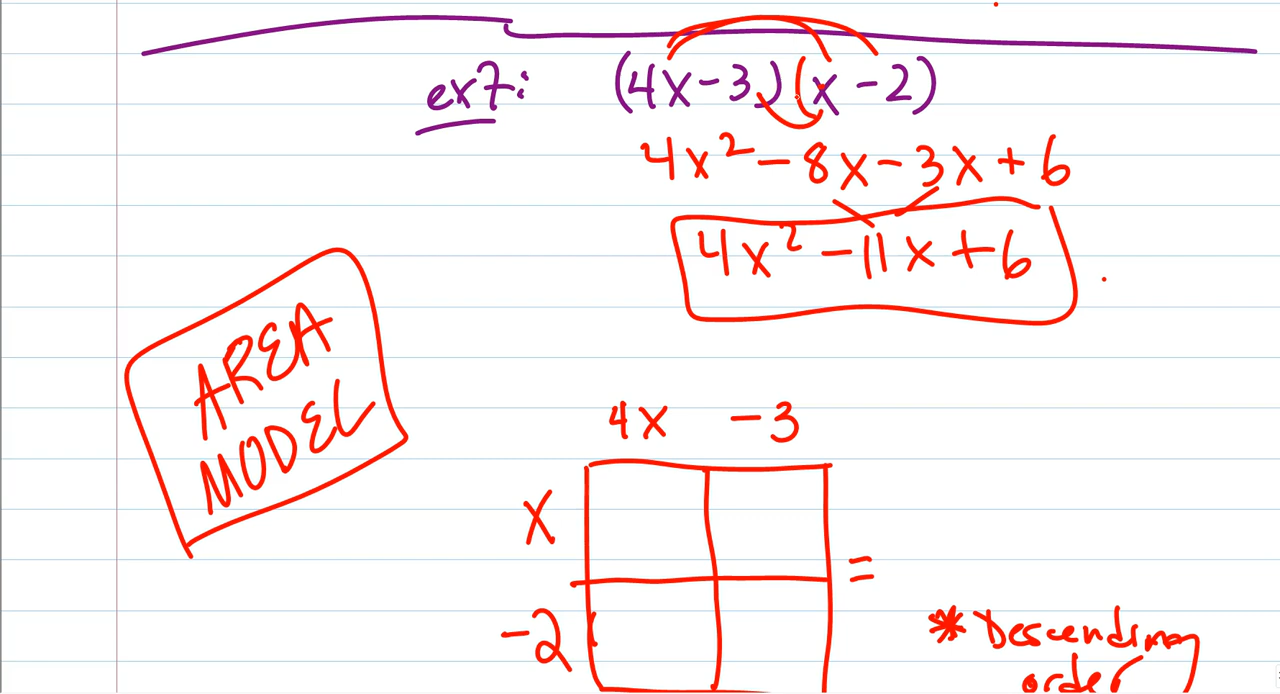 ex7: (4x-3)(x-2)
4x² - 8x - 3x + 6
4x² - 11x + 6
AREA
MODEL
4x -3
x
=
-2
* Descending
order